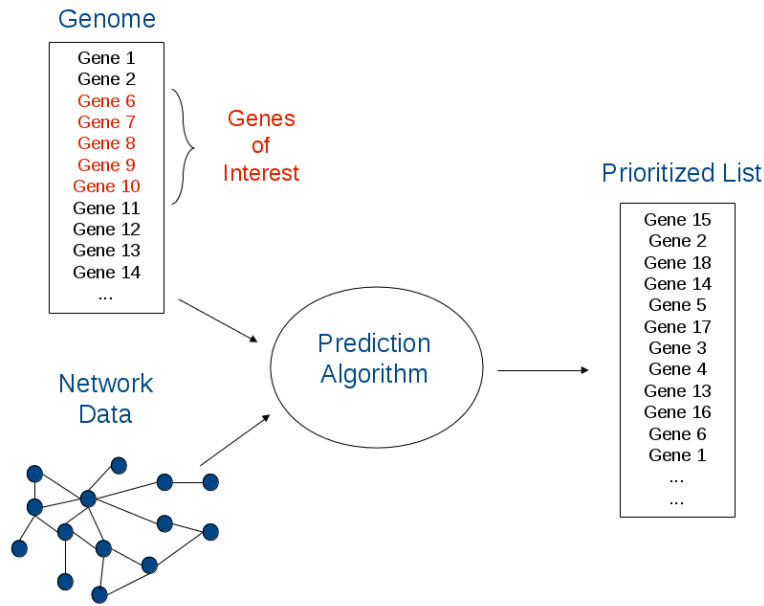 Genome
Gene 1
Gene 2
Gene 6
Gene 7
Gene 8
Gene 9
Gene 10
Gene 11
Gene 12
Gene 13
Gene 14
...
Genes
of
Interest
Network
Data
Prediction
Algorithm
Prioritized List
Gene 15
Gene 2
Gene 18
Gene 14
Gene 5
Gene 17
Gene 3
Gene 4
Gene 13
Gene 16
Gene 6
Gene 1
...
...